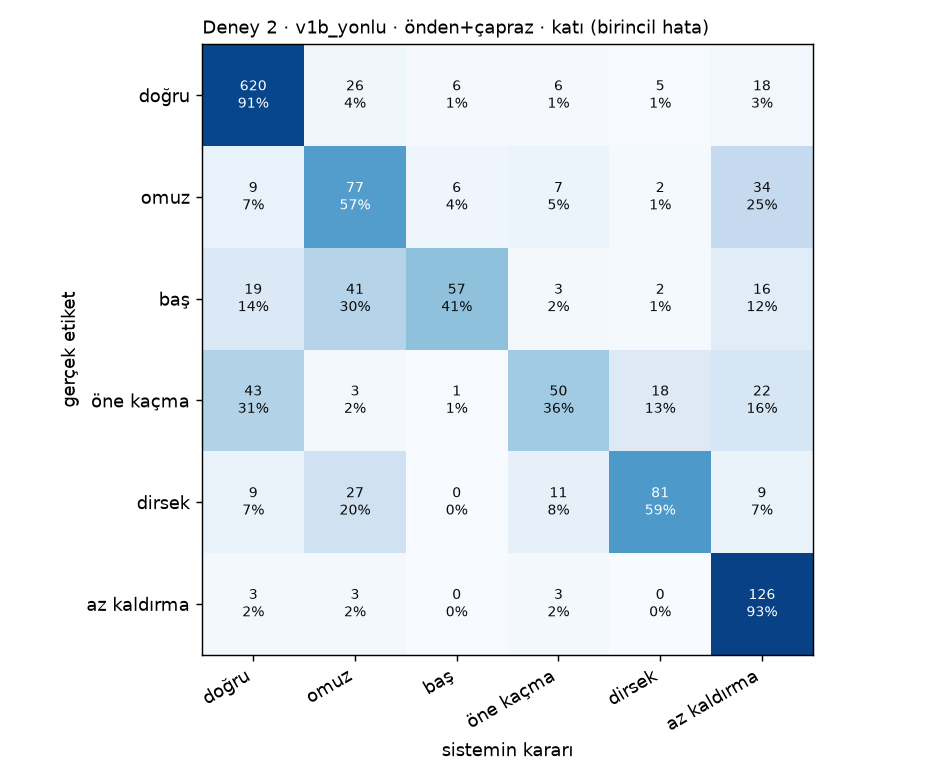 Deney 2 · v1b_yonlu · önden+çapraz · katı (birincil hata)
gerçek etiket
doğru
620 26 6 6 5 18
91% 4% 1% 1% 1% 3%
omuz
9 77 6 7 2 34
7% 57% 4% 5% 1% 25%
baş
19 41 57 3 2 16
14% 30% 41% 2% 1% 12%
öne kaçma
43 3 1 50 18 22
31% 2% 1% 36% 13% 16%
dirsek
9 27 0 11 81 9
7% 20% 0% 8% 59% 7%
az kaldırma
3 3 0 3 0 126
2% 2% 0% 2% 0% 93%
doğru omuz baş öne kaçma dirsek az kaldırma
sistemin kararı